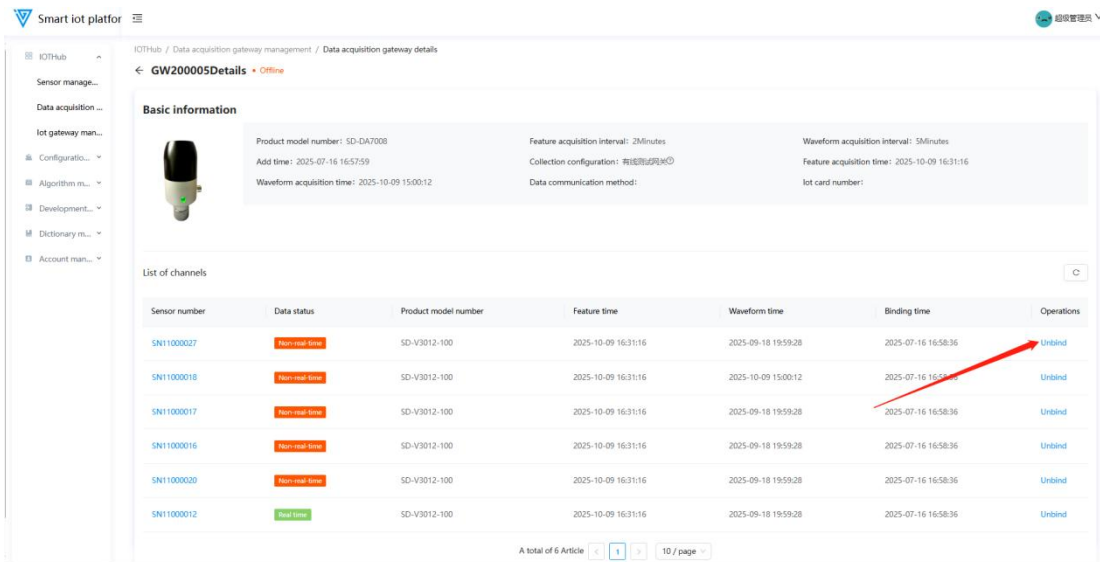 Smart iot platfor
超级管理员
IOTHub / Data acquisition gateway management / Data acquisition gateway details
GW200005Details • Offline
IOTHub
Sensor manage...
Data acquisition ...
Iot gateway man...
Configuratio...
Algorithm m...
Development...
Dictionary m...
Account man...
Basic information
Product model number: SD-DA7008 Feature acquisition interval: 2Minutes Waveform acquisition interval: 5Minutes
Add time: 2025-07-16 16:57:59 Collection configuration: 有线测试网关 Feature acquisition time: 2025-10-09 16:31:16
Waveform acquisition time: 2025-10-09 15:00:12 Data communication method: Iot card number:
List of channels
Sensor number Data status Product model number Feature time Waveform time Binding time Operations
SN11000027 Non-real-time SD-V3012-100 2025-10-09 16:31:16 2025-09-18 19:59:28 2025-07-16 16:58:36 Unbind
SN11000018 Non-real-time SD-V3012-100 2025-10-09 16:31:16 2025-10-09 15:00:12 2025-07-16 16:58:36 Unbind
SN11000017 Non-real-time SD-V3012-100 2025-10-09 16:31:16 2025-09-18 19:59:28 2025-07-16 16:58:36 Unbind
SN11000016 Non-real-time SD-V3012-100 2025-10-09 16:31:16 2025-09-18 19:59:28 2025-07-16 16:58:36 Unbind
SN11000020 Non-real-time SD-V3012-100 2025-10-09 16:31:16 2025-09-18 19:59:28 2025-07-16 16:58:36 Unbind
SN11000012 Real time SD-V3012-100 2025-10-09 16:31:16 2025-09-18 19:59:28 2025-07-16 16:58:36 Unbind
A total of 6 Article < 1 > 10 / page